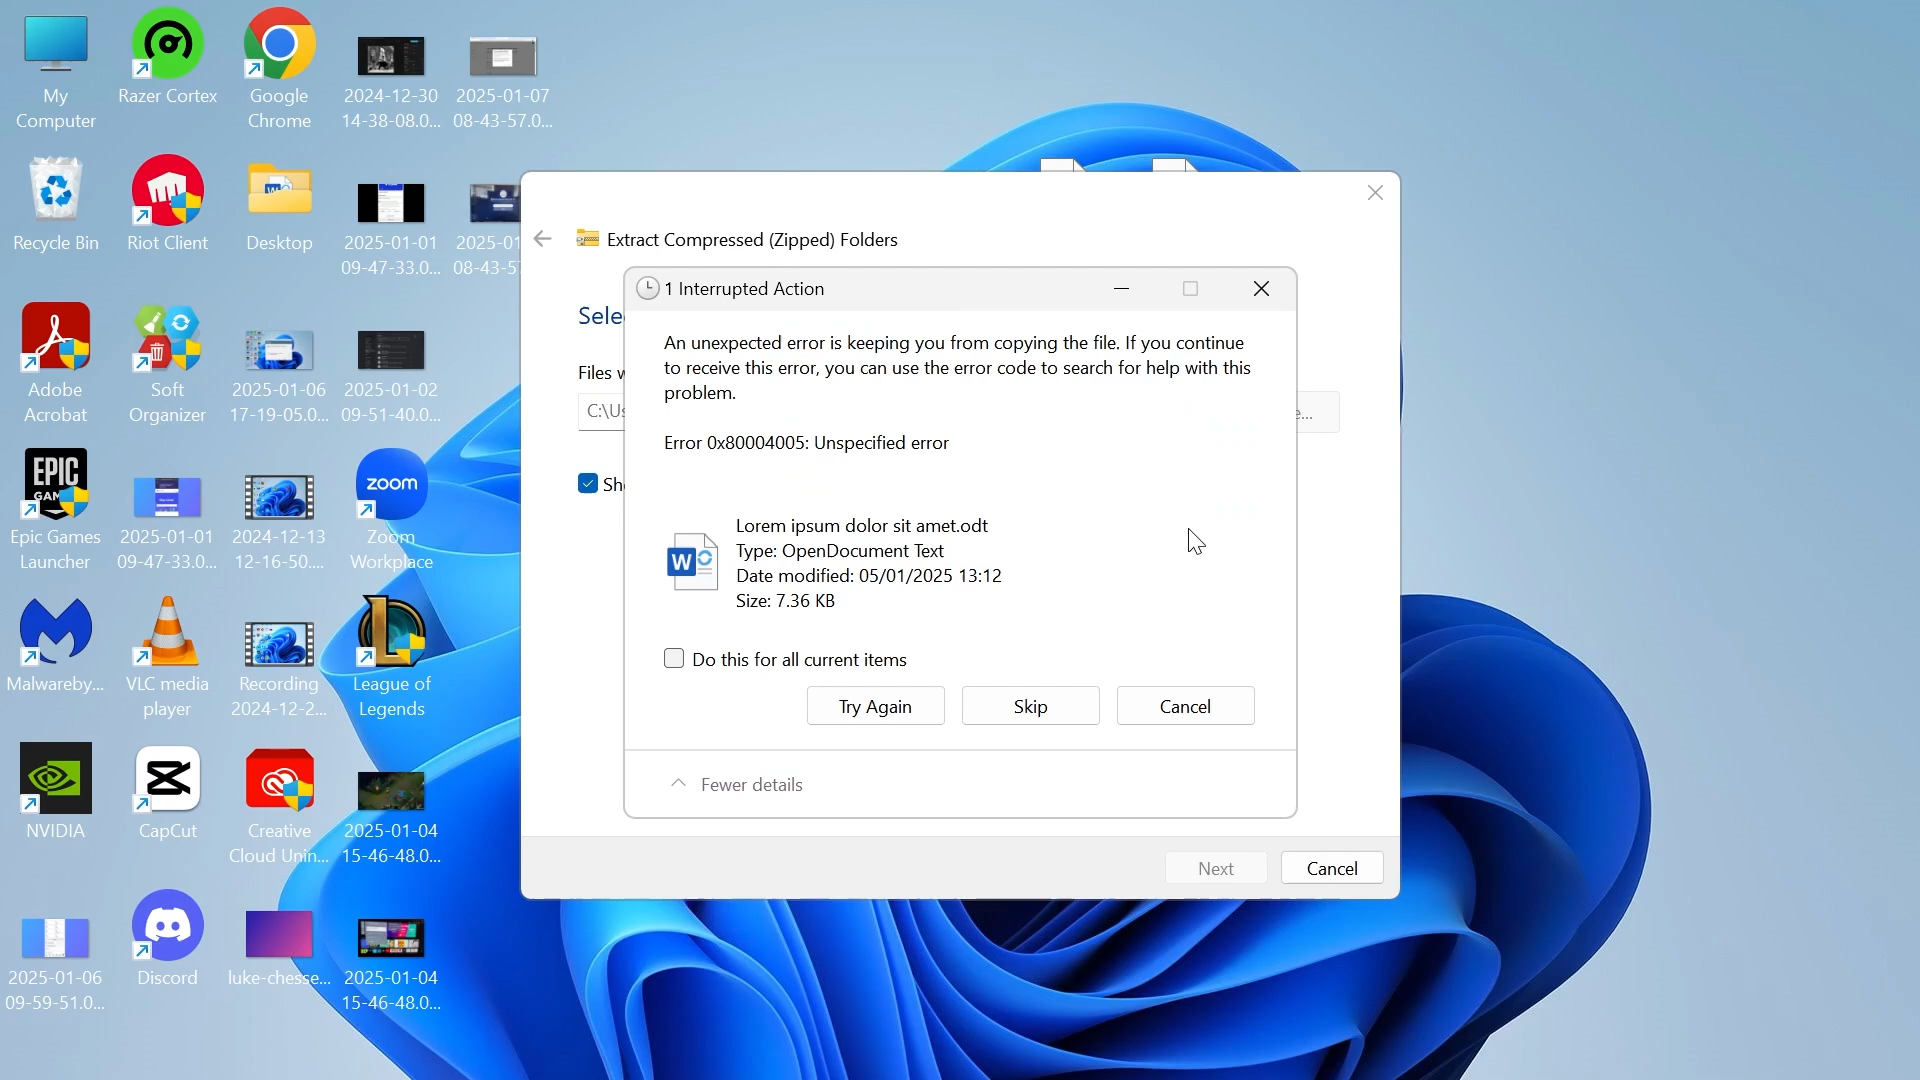 My
Computer
Razer Cortex
Google
Chrome
2024-12-30
14-38-08.0...
2025-01-07
08-43-57.0...
Recycle Bin
Riot Client
Desktop
2025-01-01
09-47-33.0...
2025-01
08-43-57
Adobe
Acrobat
Soft
Organizer
2025-01-06
17-19-05.0...
2025-01-02
09-51-40.0...
EPIC
GAM
Epic Games
Launcher
2025-01-01
09-47-33.0...
2024-12-13
12-16-50....
zoom
Zoom
Workplace
Malwareby...
VLC media
player
Recording
2024-12-2...
League of
Legends
NVIDIA
CapCut
Creative
Cloud Unin...
2025-01-04
15-46-48.0...
2025-01-06
09-59-51.0...
Discord
luke-chesse...
2025-01-04
15-46-48.0...
Extract Compressed (Zipped) Folders
Sele
Files w
C:\Us
e...
Sho
1 Interrupted Action
An unexpected error is keeping you from copying the file. If you continue
to receive this error, you can use the error code to search for help with this
problem.
Error 0x80004005: Unspecified error
W
Lorem ipsum dolor sit amet.odt
Type: OpenDocument Text
Date modified: 05/01/2025 13:12
Size: 7.36 KB
Do this for all current items
Try Again
Skip
Cancel
Fewer details
Next
Cancel